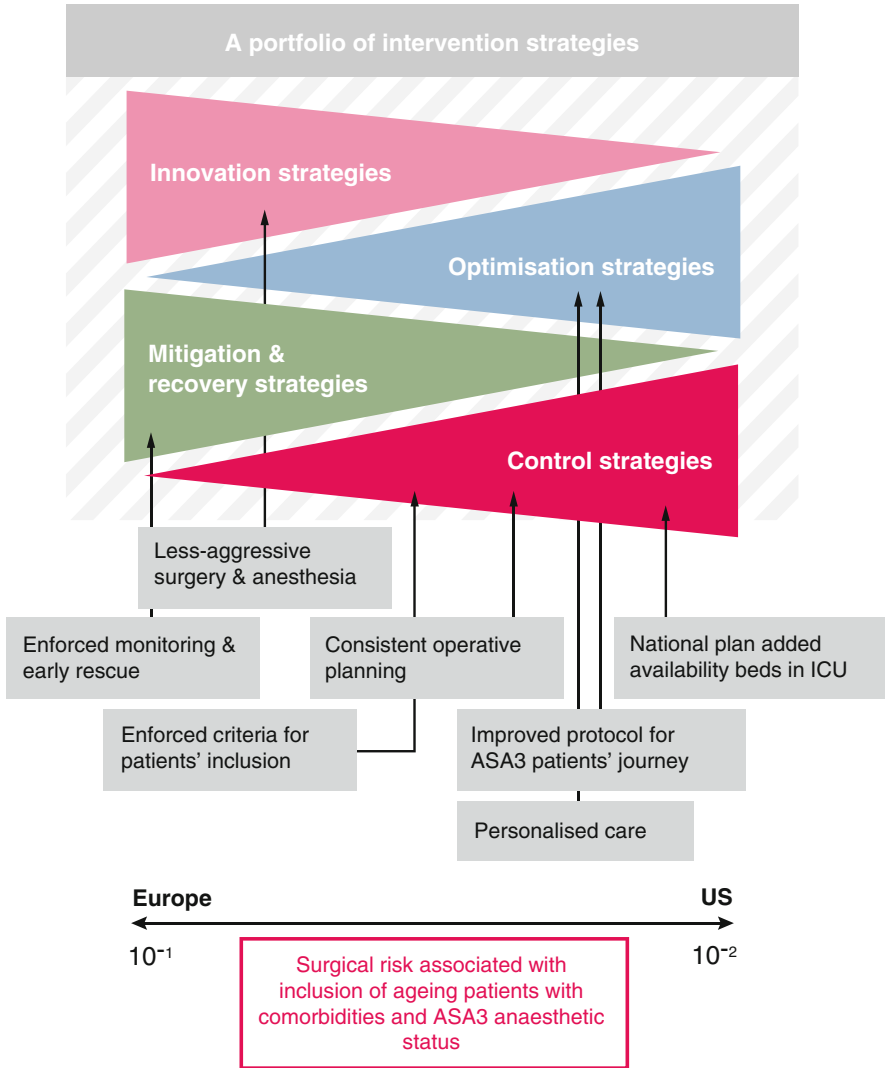 A portfolio of intervention strategies
Innovation strategies
Optimisation strategies
Mitigation &
recovery strategies
Control strategies
Less-aggressive
surgery & anesthesia
Enforced monitoring &
early rescue
Consistent operative
planning
National plan added
availability beds in ICU
Enforced criteria for
patients’ inclusion
Improved protocol for
ASA3 patients’ journey
Personalised care
Europe
US
10⁻¹
10⁻²
Surgical risk associated with
inclusion of ageing patients with
comorbidities and ASA3 anaesthetic
status